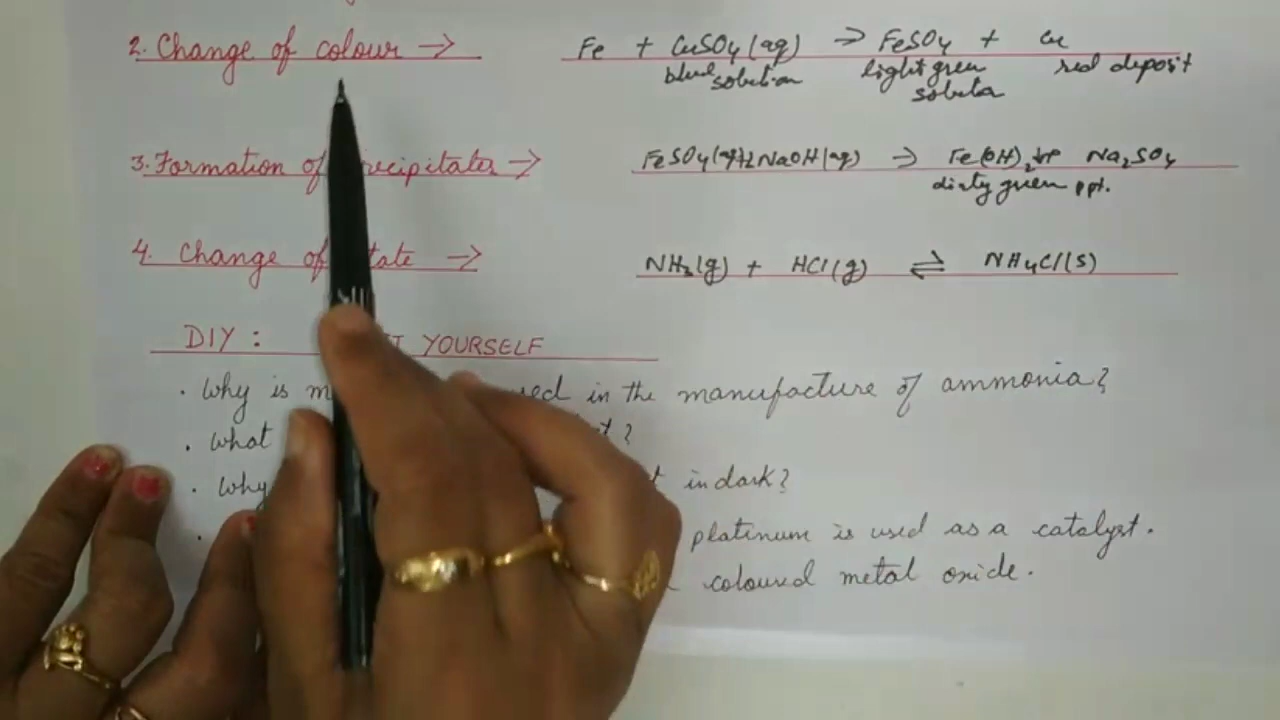 2. Change of colour → Fe + CuSO4(aq) → FeSO4 + Cu
blue solution light green red deposit
3. Formation of → FeSO4(aq)+2NaOH(aq) → Fe(OH)2↓+ Na2SO4
dirty green ppt.
4. Change of → NH3(g) + HCl(g) ⇌ NH4Cl(s)
DIY : YOURSELF
. Why is in the manufacture of ammonia?
. What ?
. Why in dark?
. platinum is used as a catalyst.
coloured metal oxide.